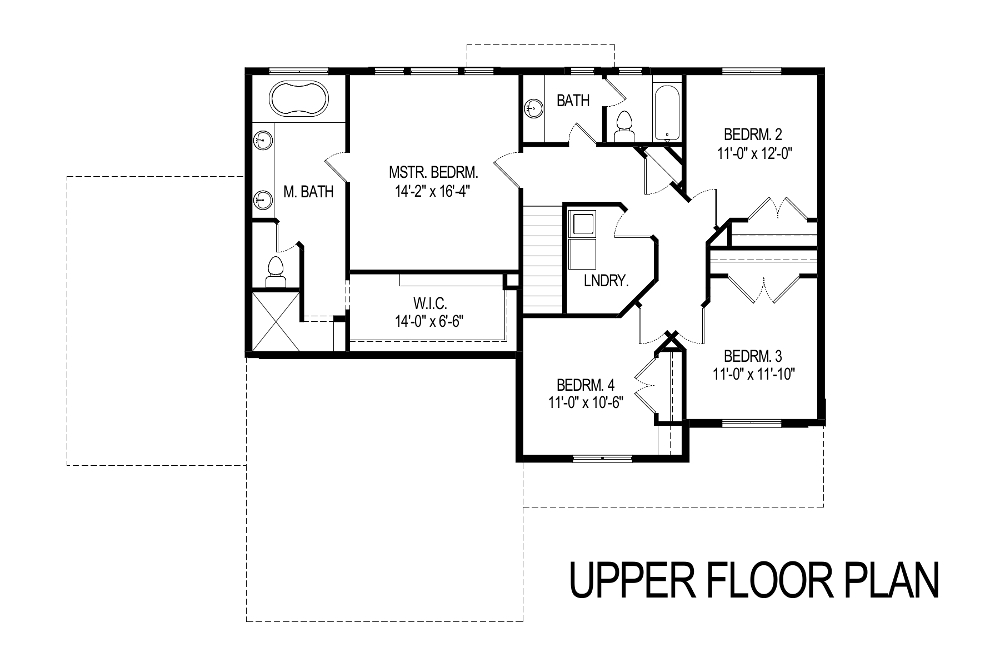 BATH
BEDRM. 2
11'-0" x 12'-0"
MSTR. BEDRM.
14'-2" x 16'-4"
M. BATH
LNDRY.
W.I.C.
14'-0" x 6'-6"
BEDRM. 3
11'-0" x 11'-10"
BEDRM. 4
11'-0" x 10'-6"
UPPER FLOOR PLAN